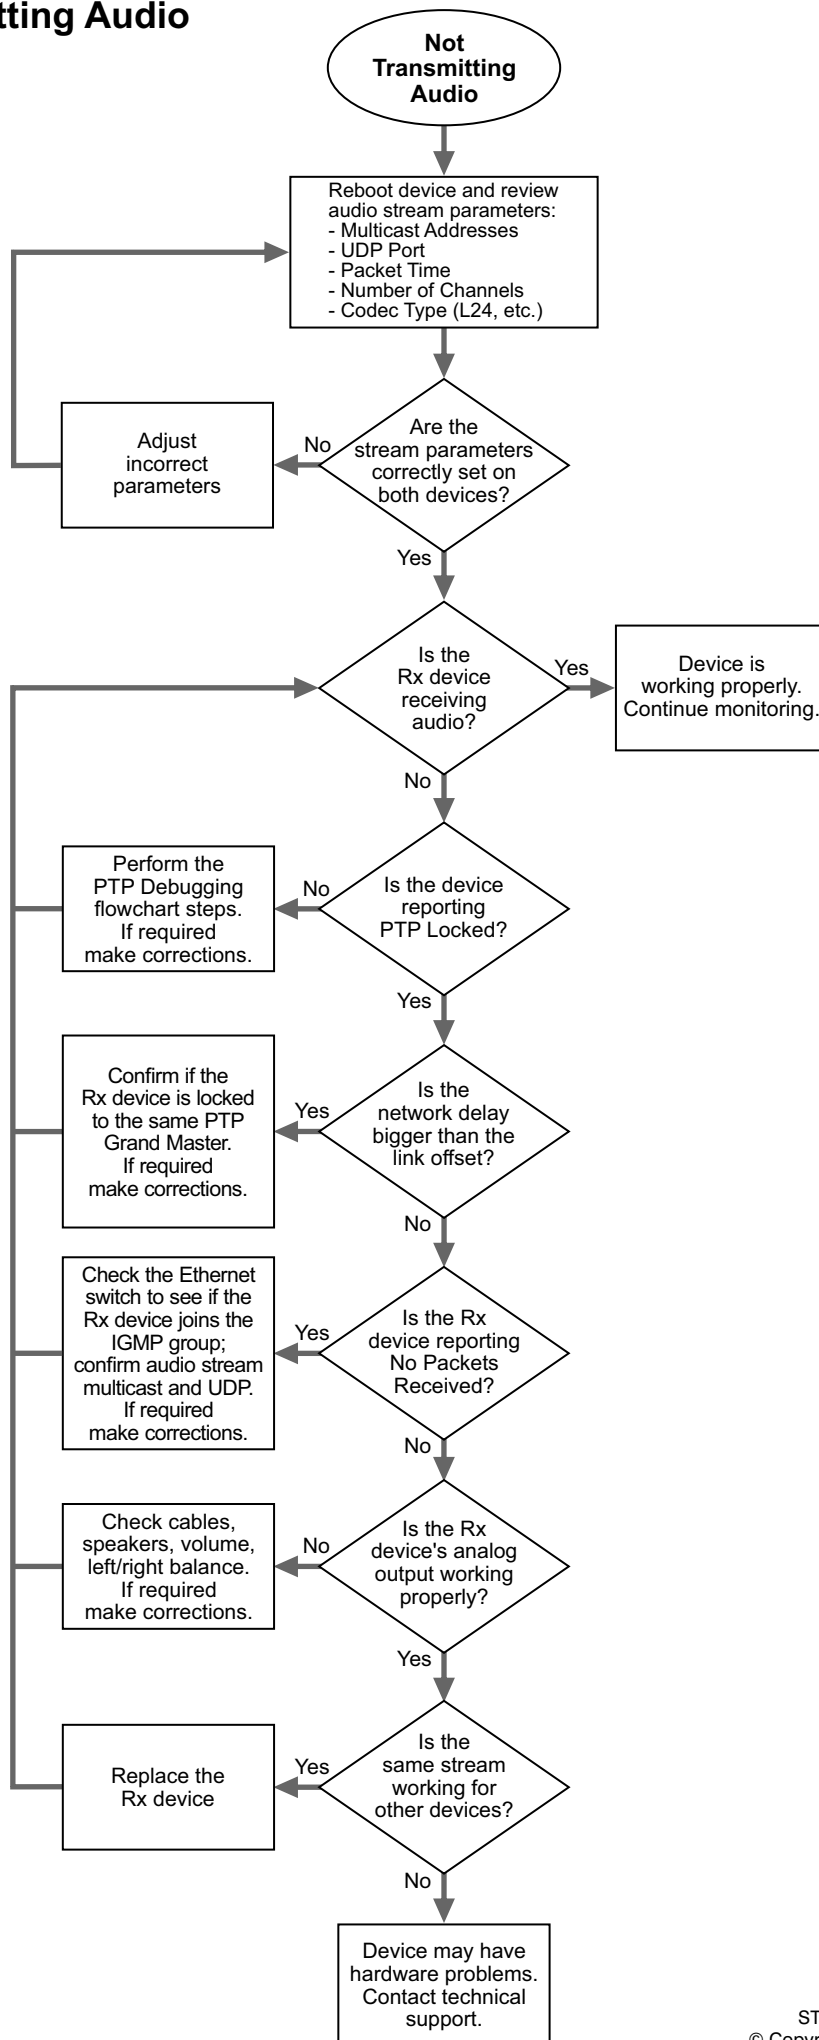 tting Audio
Not
Transmitting
Audio
Reboot device and review
audio stream parameters:
- Multicast Addresses
- UDP Port
- Packet Time
- Number of Channels
- Codec Type (L24, etc.)
Are the
stream parameters
correctly set on
both devices?
No
Adjust
incorrect
parameters
Yes
Is the
Rx device
receiving
audio?
Yes
Device is
working properly.
Continue monitoring.
No
Is the device
reporting
PTP Locked?
No
Perform the
PTP Debugging
flowchart steps.
If required
make corrections.
Yes
Is the
network delay
bigger than the
link offset?
Yes
Confirm if the
Rx device is locked
to the same PTP
Grand Master.
If required
make corrections.
No
Is the Rx
device reporting
No Packets
Received?
Yes
Check the Ethernet
switch to see if the
Rx device joins the
IGMP group;
confirm audio stream
multicast and UDP.
If required
make corrections.
No
Is the Rx
device's analog
output working
properly?
No
Check cables,
speakers, volume,
left/right balance.
If required
make corrections.
Yes
Is the
same stream
working for
other devices?
Yes
Replace the
Rx device
No
Device may have
hardware problems.
Contact technical
support.
ST
© Copyr